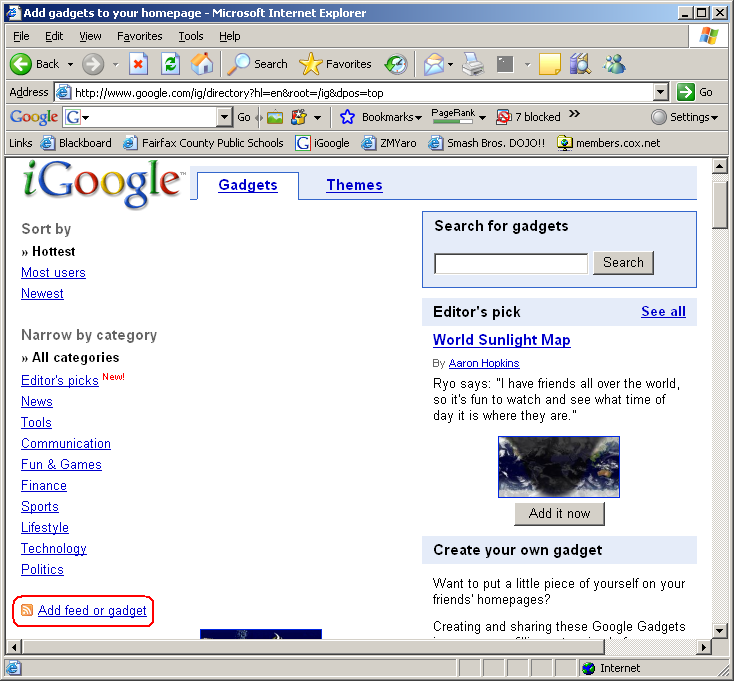 Add gadgets to your homepage - Microsoft Internet Explorer
File Edit View Favorites Tools Help
Back Search Favorites
Address http://www.google.com/ig/directory?hl=en&root=/ig&dpos=top Go
Google G Go Bookmarks PageRank 7 blocked » Settings
Links Blackboard Fairfax County Public Schools iGoogle ZMYaro Smash Bros. DOJO!! members.cox.net
iGoogle™ Gadgets Themes
Sort by
» Hottest
Most users
Newest
Narrow by category
» All categories
Editor's picks New!
News
Tools
Communication
Fun & Games
Finance
Sports
Lifestyle
Technology
Politics
Add feed or gadget
Search for gadgets
Search
Editor's pick See all
World Sunlight Map
By Aaron Hopkins
Ryo says: "I have friends all over the world,
so it's fun to watch and see what time of
day it is where they are."
Add it now
Create your own gadget
Want to put a little piece of yourself on your
friends' homepages?
Creating and sharing these Google Gadgets
Internet